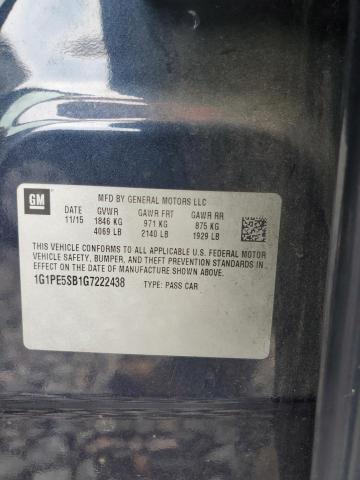 GM
MFD BY GENERAL MOTORS LLC
DATE GVWR GAWR FRT GAWR RR
11/15 1846 KG 971 KG 875 KG
4069 LB 2140 LB 1929 LB
THIS VEHICLE CONFORMS TO ALL APPLICABLE U.S. FEDERAL MOTOR
VEHICLE SAFETY, BUMPER, AND THEFT PREVENTION STANDARDS IN
EFFECT ON THE DATE OF MANUFACTURE SHOWN ABOVE.
1G1PE5SB1G7222438 TYPE: PASS CAR